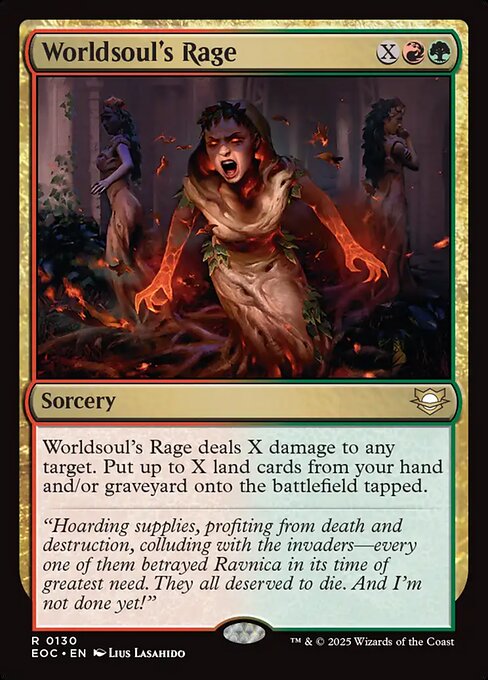 Worldsoul's Rage X
Sorcery
Worldsoul's Rage deals X damage to any
target. Put up to X land cards from your hand
and/or graveyard onto the battlefield tapped.
“Hoarding supplies, profiting from death and
destruction, colluding with the invaders—every
one of them betrayed Ravnica in its time of
greatest need. They all deserved to die. And I’m
not done yet!”
R 0130
EOC • EN Lius Lasahido
™ & © 2025 Wizards of the Coast